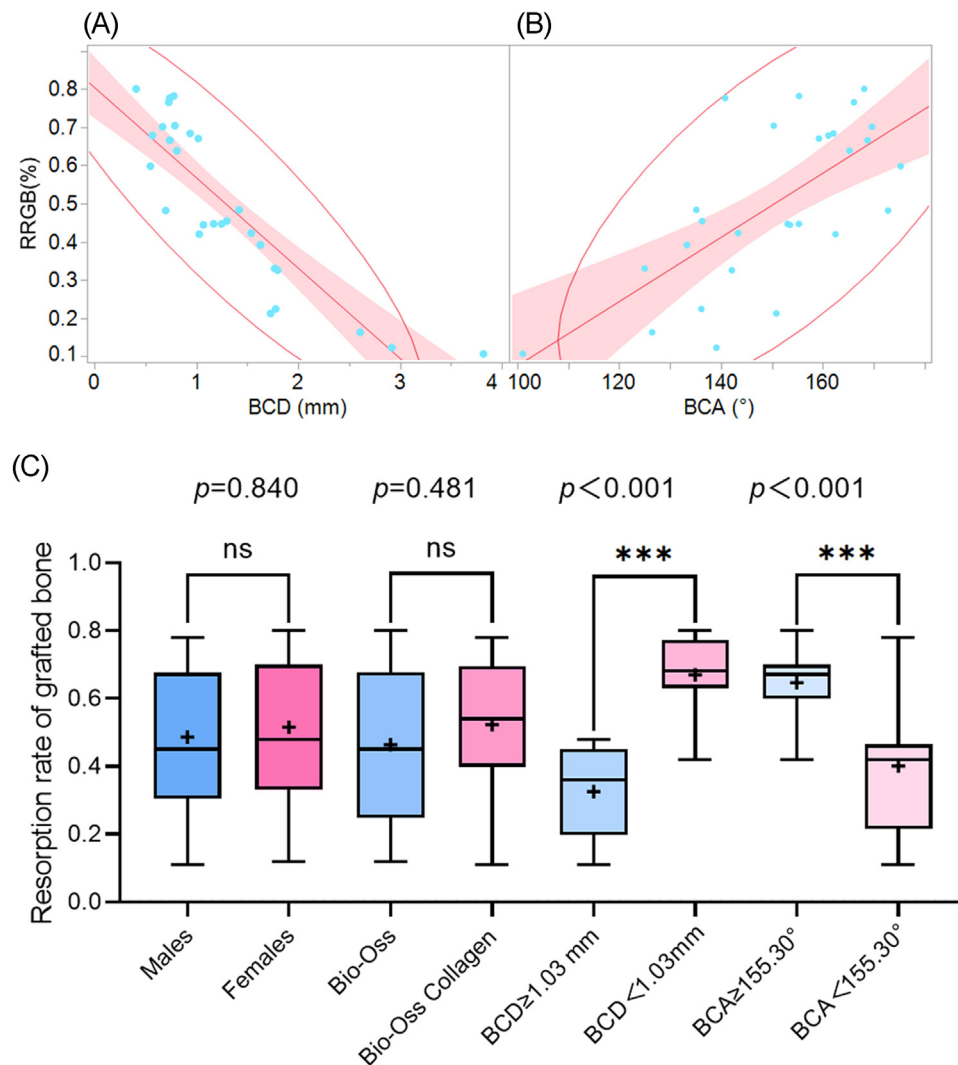 (A)
(B)
RRGB(%)
0.8
0.7
0.6
0.5
0.4
0.3
0.2
0.1
0 1 2 3 4
BCD (mm)
100 120 140 160
BCA (°)
(C)
p=0.840 p=0.481 p<0.001 p<0.001
ns ns *** ***
Resorption rate of grafted bone
1.0
0.8
0.6
0.4
0.2
0.0
Males
Females
Bio-Oss
Bio-Oss Collagen
BCD≥1.03 mm
BCD<1.03mm
BCA≥155.30°
BCA<155.30°